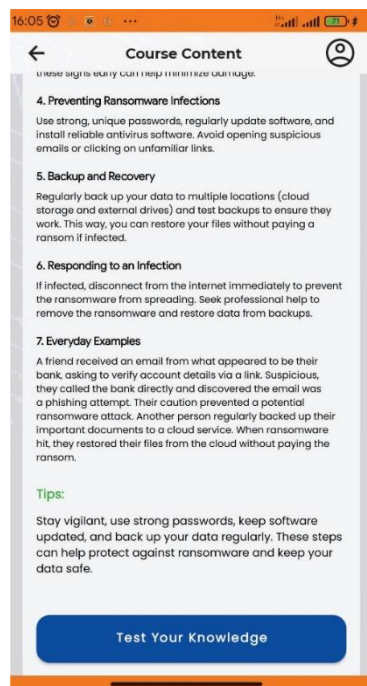 16:05
21
Course Content
these signs early can help minimize damage.
4. Preventing Ransomware Infections
Use strong, unique passwords, regularly update software, and
install reliable antivirus software. Avoid opening suspicious
emails or clicking on unfamiliar links.
5. Backup and Recovery
Regularly back up your data to multiple locations (cloud
storage and external drives) and test backups to ensure they
work. This way, you can restore your files without paying a
ransom if infected.
6. Responding to an Infection
If infected, disconnect from the internet immediately to prevent
the ransomware from spreading. Seek professional help to
remove the ransomware and restore data from backups.
7. Everyday Examples
A friend received an email from what appeared to be their
bank, asking to verify account details via a link. Suspicious,
they called the bank directly and discovered the email was
a phishing attempt. Their caution prevented a potential
ransomware attack. Another person regularly backed up their
important documents to a cloud service. When ransomware
hit, they restored their files from the cloud without paying the
ransom.
Tips:
Stay vigilant, use strong passwords, keep software
updated, and back up your data regularly. These steps
can help protect against ransomware and keep your
data safe.
Test Your Knowledge